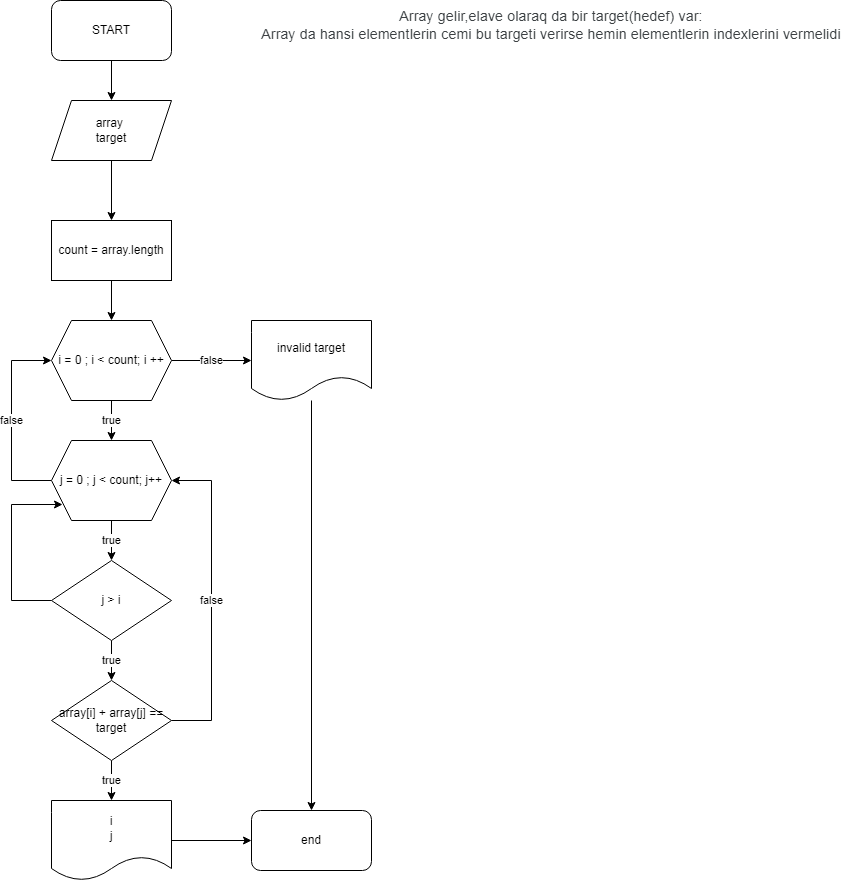 START
Array gelir,elave olaraq da bir target(hedef) var:
Array da hansi elementlerin cemi bu targeti verirse hemin elementlerin indexlerini vermelidi
array
target
count = array.length
i = 0 ; i < count; i ++
false
invalid target
false
true
j = 0 ; j < count; j++
true
j > i
false
true
array[i] + array[j] ==
target
true
i
j
end